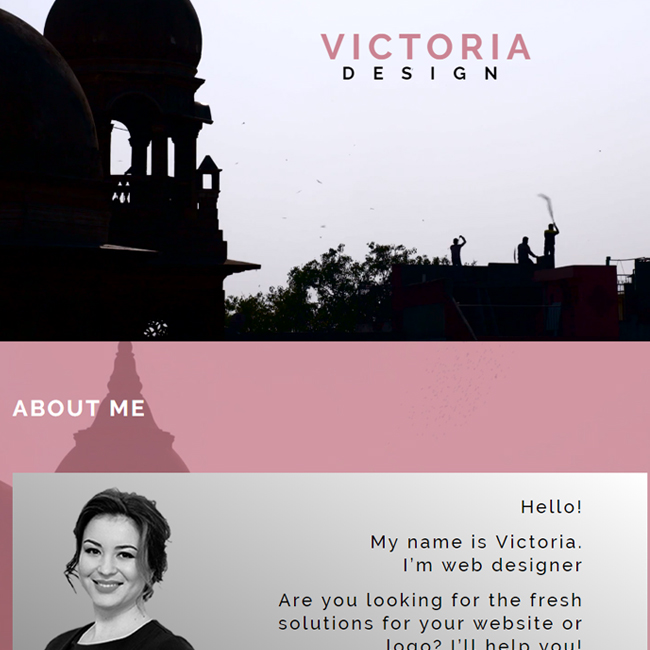 VICTORIA
DESIGN
ABOUT ME
Hello!
My name is Victoria.
I'm web designer
Are you looking for the fresh
solutions for your website or
logo? I'll help you!